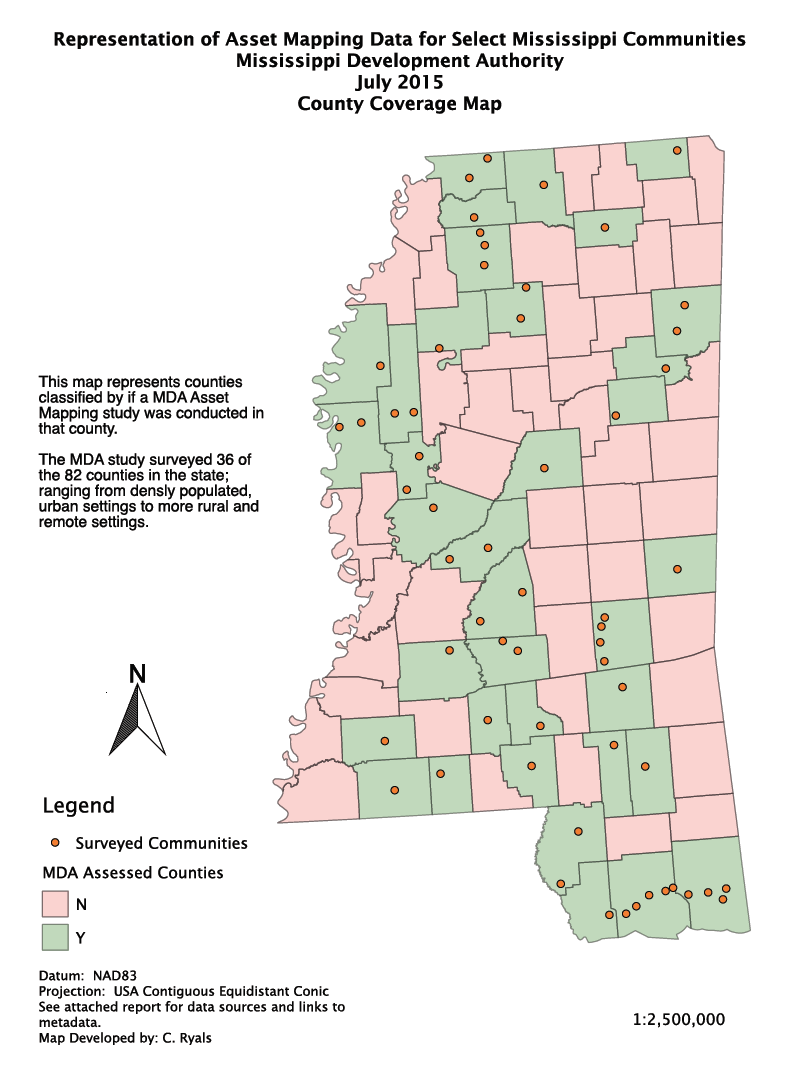 Representation of Asset Mapping Data for Select Mississippi Communities
Mississippi Development Authority
July 2015
County Coverage Map
This map represents counties
classified by if a MDA Asset
Mapping study was conducted in
that county.
The MDA study surveyed 36 of
the 82 counties in the state;
ranging from densly populated,
urban settings to more rural and
remote settings.
N
Legend
Surveyed Communities
MDA Assessed Counties
N
Y
Datum: NAD83
Projection: USA Contiguous Equidistant Conic
See attached report for data sources and links to
metadata.
Map Developed by: C. Ryals
1:2,500,000